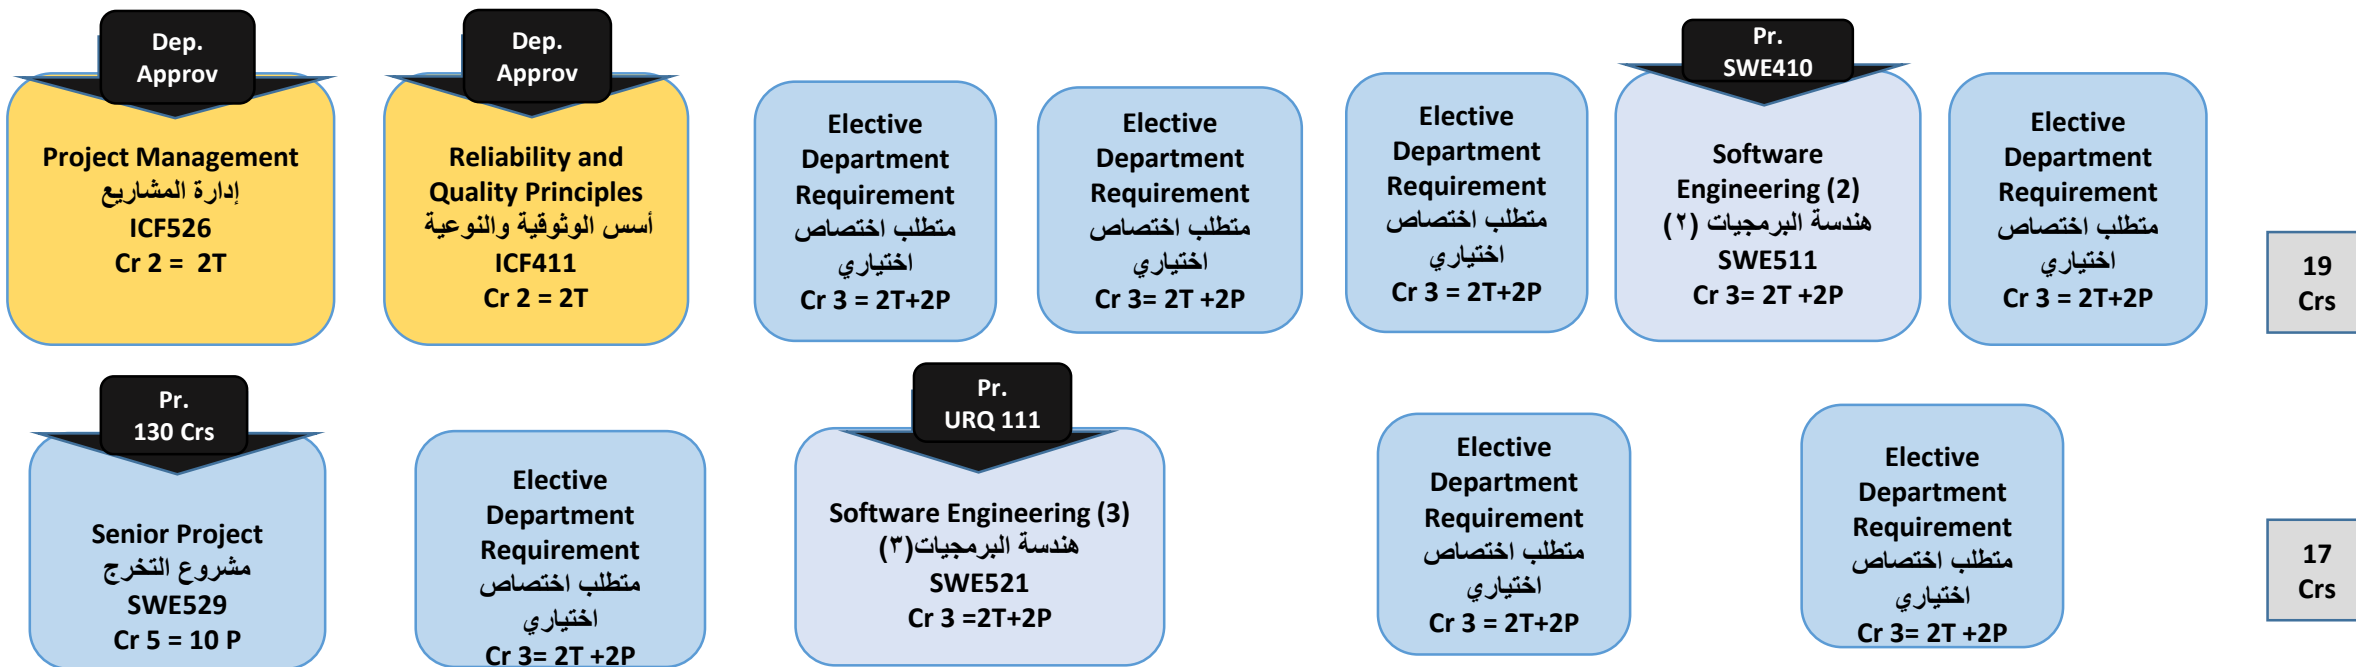 Dep.
Approv
Project Management
إدارة المشاريع
ICF526
Cr 2 = 2T
Dep.
Approv
Reliability and
Quality Principles
أسس الوثوقية والنوعية
ICF411
Cr 2 = 2T
Elective
Department
Requirement
متطلب اختصاص
اختياري
Cr 3 = 2T+2P
Elective
Department
Requirement
متطلب اختصاص
اختياري
Cr 3= 2T +2P
Elective
Department
Requirement
متطلب اختصاص
اختياري
Cr 3 = 2T+2P
Pr.
SWE410
Software
Engineering (2)
هندسة البرمجيات (٢)
SWE511
Cr 3= 2T +2P
Elective
Department
Requirement
متطلب اختصاص
اختياري
Cr 3 = 2T+2P
19
Crs
Pr.
130 Crs
Senior Project
مشروع التخرج
SWE529
Cr 5 = 10 P
Elective
Department
Requirement
متطلب اختصاص
اختياري
Cr 3= 2T +2P
Pr.
URQ 111
Software Engineering (3)
هندسة البرمجيات(٣)
SWE521
Cr 3 =2T+2P
Elective
Department
Requirement
متطلب اختصاص
اختياري
Cr 3 = 2T+2P
Elective
Department
Requirement
متطلب اختصاص
اختياري
Cr 3= 2T +2P
17
Crs